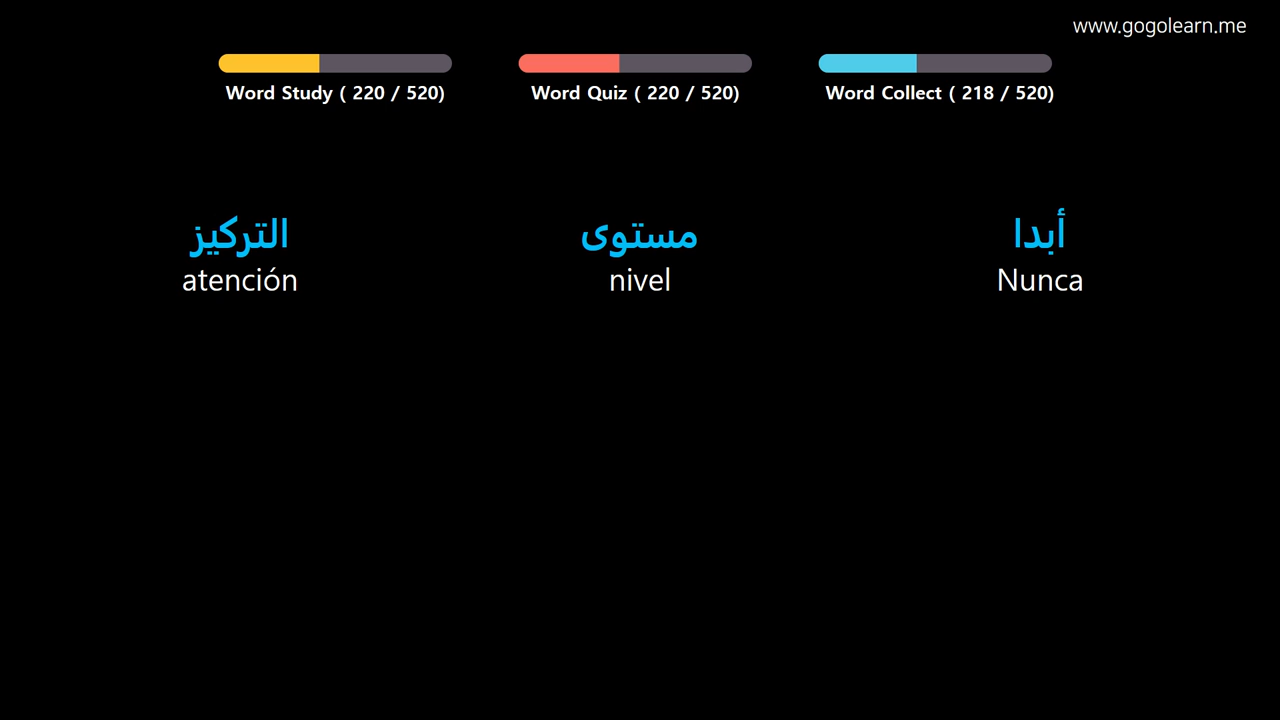 www.gogolearn.me
Word Study ( 220 / 520)
Word Quiz ( 220 / 520)
Word Collect ( 218 / 520)
التركيز
atención
مستوى
nivel
أبدا
Nunca